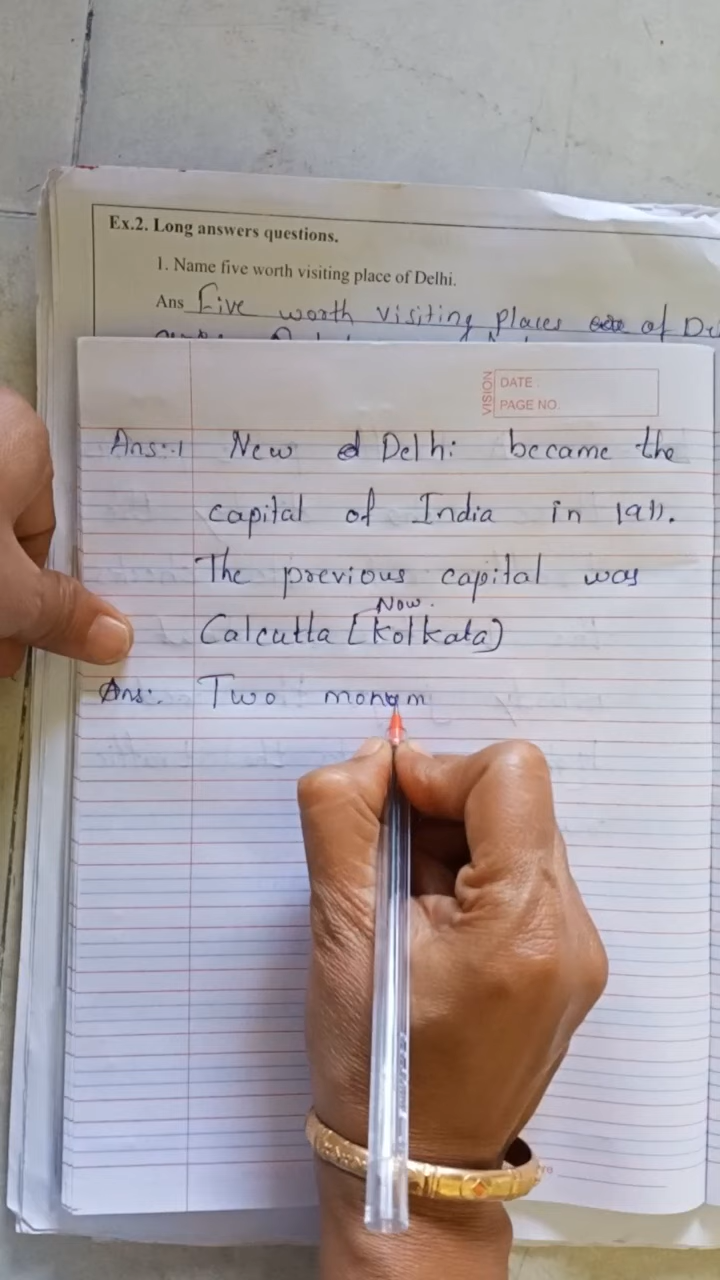 Ex.2. Long answers questions.
1. Name five worth visiting place of Delhi.
Ans Five worth visiting places of De
VISION
DATE :
PAGE NO.
Ans:-1 New Delhi became the
capital of India in 1911.
The previous capital was
Now.
Calcutta [Kolkata)
Ans:. Two monum